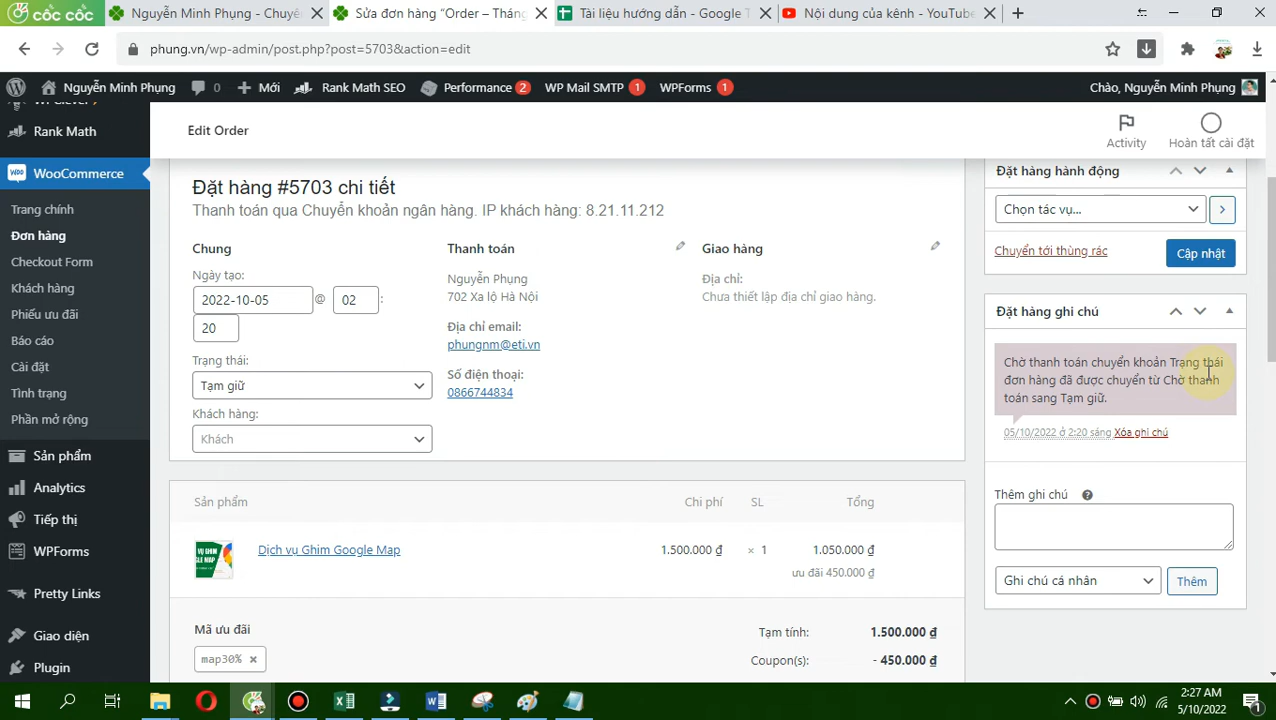 CỐC CỐC
Nguyễn Minh Phụng - Chuyê
Sửa đơn hàng "Order – Thán
Tài liệu hướng dẫn - Google T
Nội dung của kênh - YouTube
phung.vn/wp-admin/post.php?post=5703&action=edit
Nguyễn Minh Phụng
0
Mới
Rank Math SEO
Performance 2
WP Mail SMTP 1
WPForms 1
Chào, Nguyễn Minh Phụng
Rank Math
WooCommerce
Trang chính
Đơn hàng
Checkout Form
Khách hàng
Phiếu ưu đãi
Báo cáo
Cài đặt
Tình trạng
Phần mở rộng
Sản phẩm
Analytics
Tiếp thị
WPForms
Pretty Links
Giao diện
Plugin
Edit Order
Activity
Hoàn tất cài đặt
Đặt hàng #5703 chi tiết
Thanh toán qua Chuyển khoản ngân hàng. IP khách hàng: 8.21.11.212
Chung
Ngày tạo:
2022-10-05 @ 02 :
20
Trạng thái:
Tạm giữ
Khách hàng:
Khách
Thanh toán
Nguyễn Phụng
702 Xa lộ Hà Nội
Địa chỉ email:
phungnm@eti.vn
Số điện thoại:
0866744834
Giao hàng
Địa chỉ:
Chưa thiết lập địa chỉ giao hàng.
Sản phẩm Chi phí SL Tổng
Dịch vụ Ghim Google Map 1.500.000 ₫ × 1 1.050.000 ₫
ưu đãi 450.000 ₫
Mã ưu đãi
map30% ×
Tạm tính: 1.500.000 ₫
Coupon(s): - 450.000 ₫
Đặt hàng hành động
Chọn tác vụ...
Chuyển tới thùng rác
Cập nhật
Đặt hàng ghi chú
Chờ thanh toán chuyển khoản Trạng thái
đơn hàng đã được chuyển từ Chờ thanh
toán sang Tạm giữ.
05/10/2022 ở 2:20 sáng Xóa ghi chú
Thêm ghi chú
Ghi chú cá nhân
Thêm
2:27 AM
5/10/2022
1